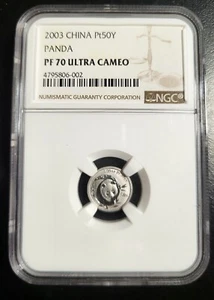 2003 CHINA Pt50Y
PANDA
PF 70 ULTRA CAMEO
4795806-002
NUMISMATIC GUARANTY CORPORATION
NGC